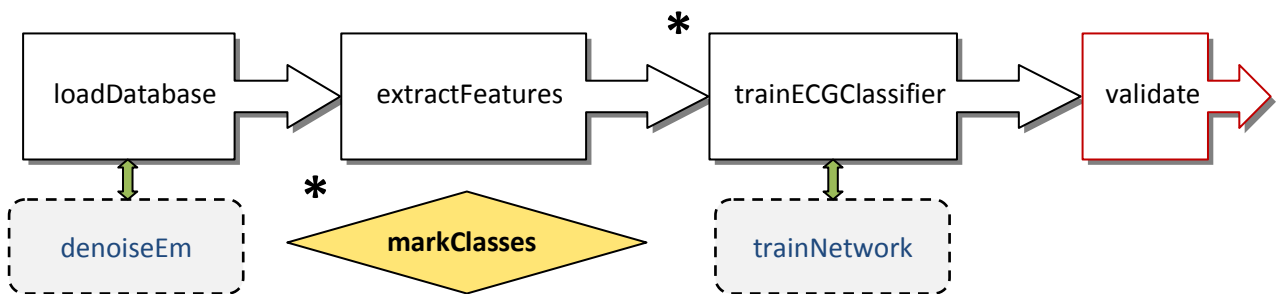 *
loadDatabase
extractFeatures
trainECGClassifier
validate
*
denoiseEm
markClasses
trainNetwork